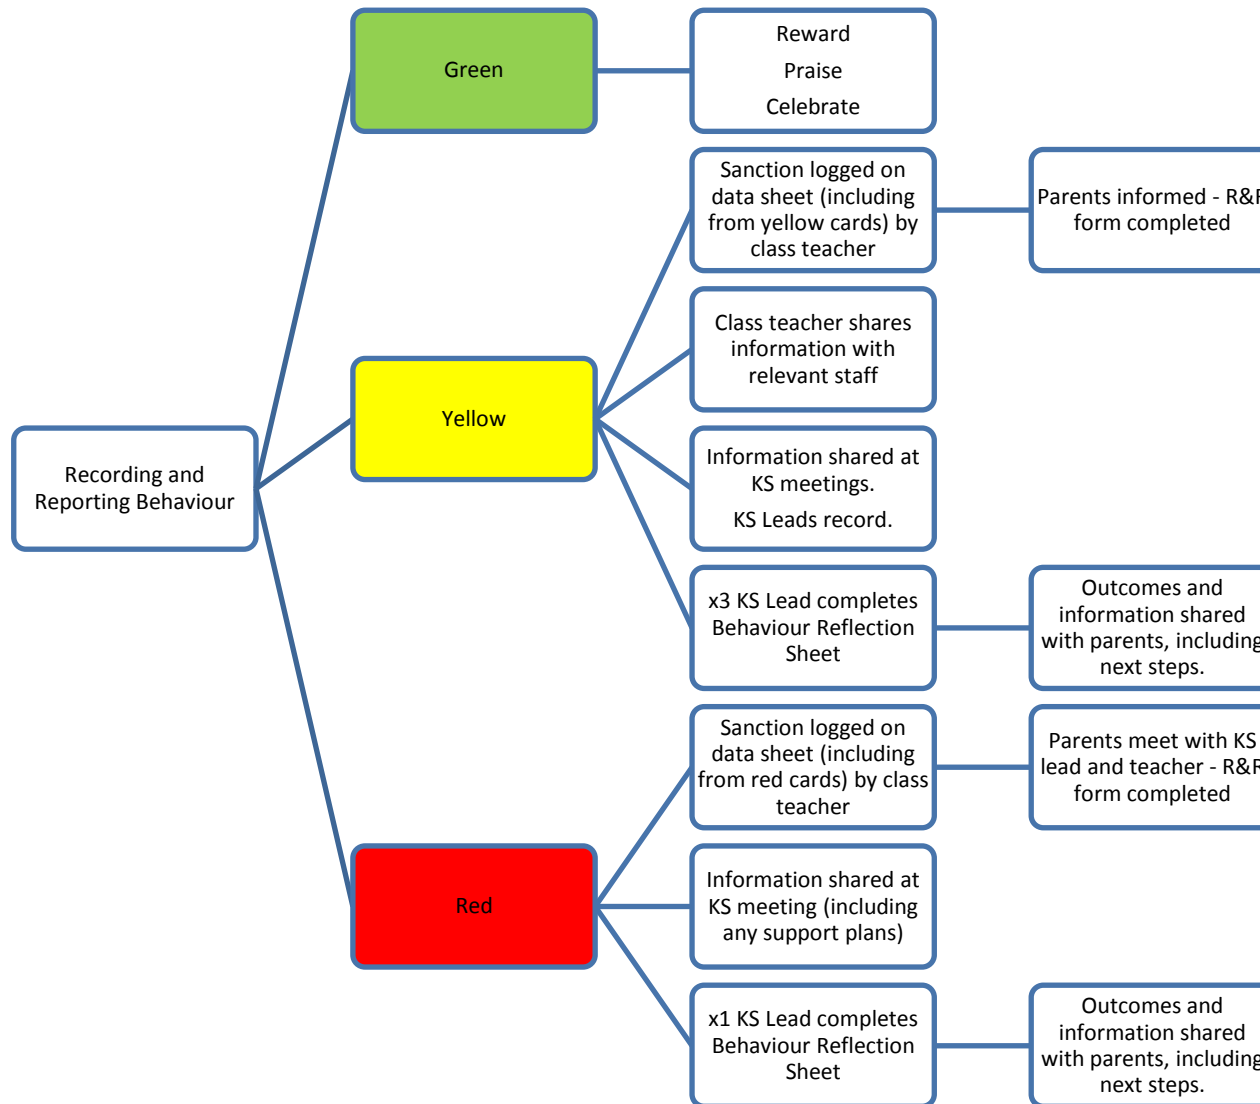 Green
Reward
Praise
Celebrate
Sanction logged on
data sheet (including
from yellow cards) by
class teacher
Parents informed - R&R
form completed
Class teacher shares
information with
relevant staff
Yellow
Information shared at
KS meetings.
KS Leads record.
Recording and
Reporting Behaviour
x3 KS Lead completes
Behaviour Reflection
Sheet
Outcomes and
information shared
with parents, including
next steps.
Sanction logged on
data sheet (including
from red cards) by class
teacher
Parents meet with KS
lead and teacher - R&R
form completed
Red
Information shared at
KS meeting (including
any support plans)
x1 KS Lead completes
Behaviour Reflection
Sheet
Outcomes and
information shared
with parents, including
next steps.